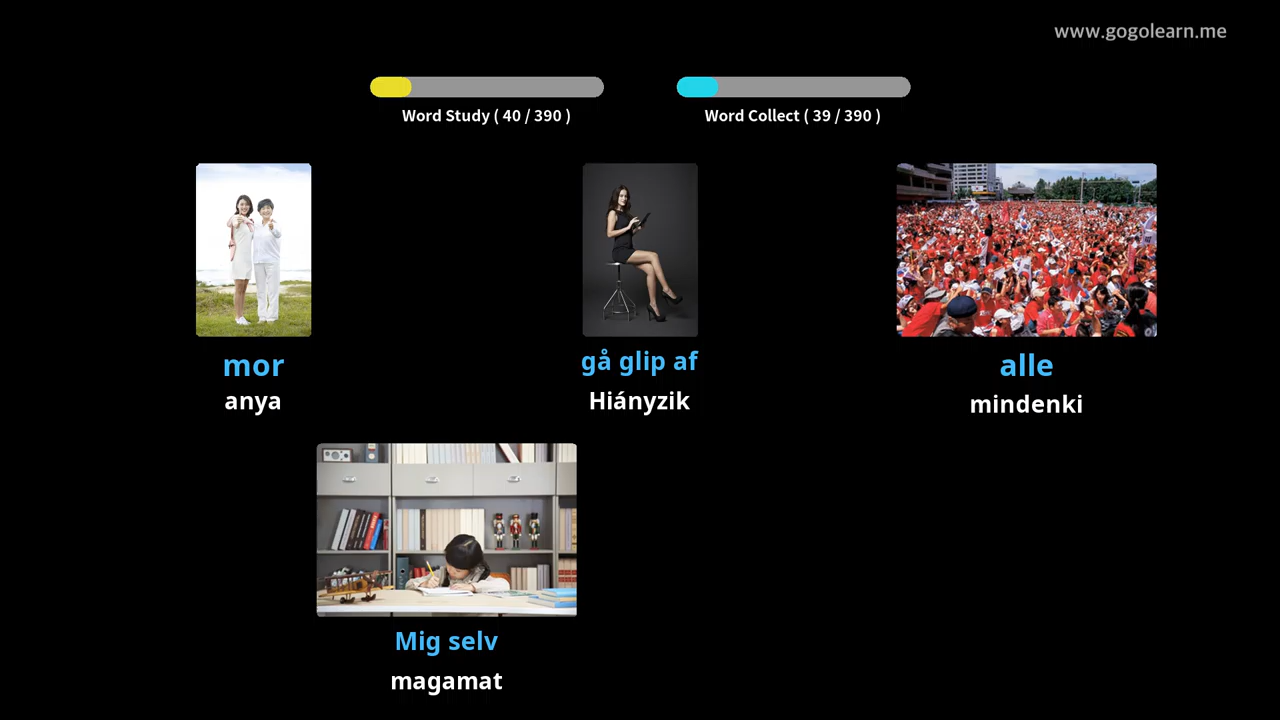 www.gogolearn.me
Word Study ( 40 / 390 )
Word Collect ( 39 / 390 )
mor
anya
gå glip af
Hiányzik
alle
mindenki
Mig selv
magamat